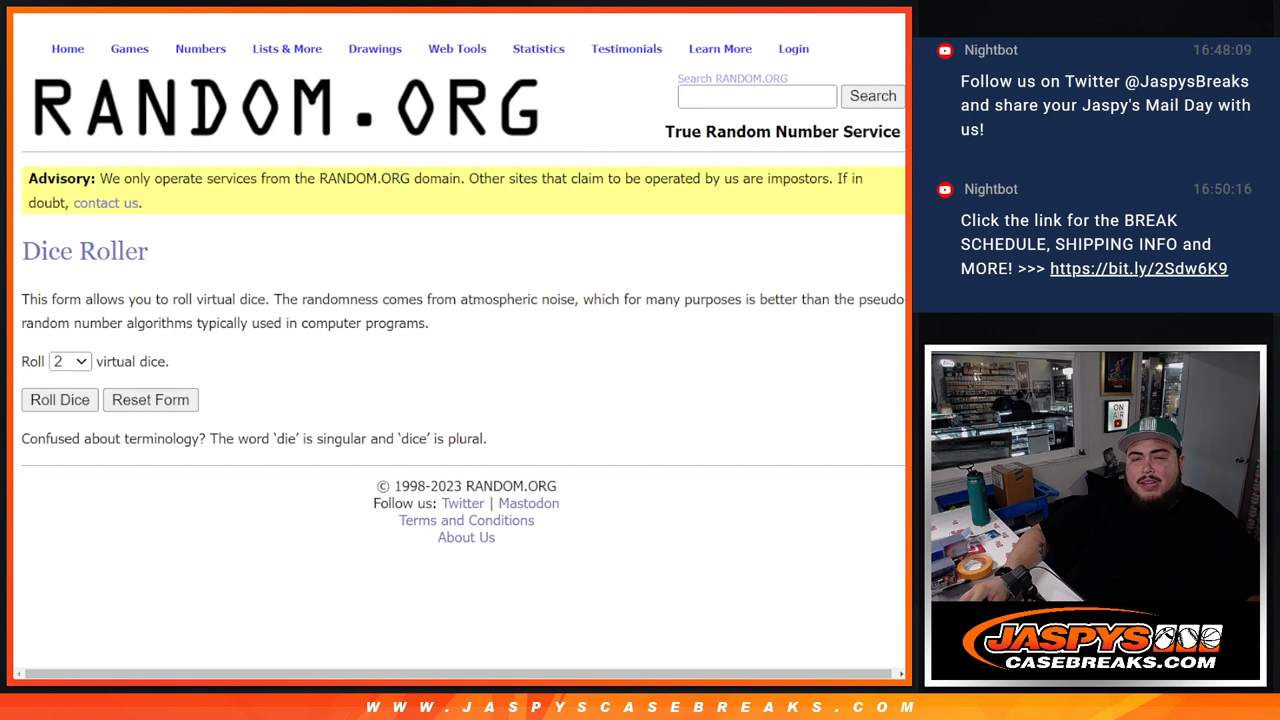 Home Games Numbers Lists & More Drawings Web Tools Statistics Testimonials Learn More Login
RANDOM.ORG
Search RANDOM.ORG
Search
True Random Number Service
Advisory: We only operate services from the RANDOM.ORG domain. Other sites that claim to be operated by us are impostors. If in
doubt, contact us.
Dice Roller
This form allows you to roll virtual dice. The randomness comes from atmospheric noise, which for many purposes is better than the pseudo
random number algorithms typically used in computer programs.
Roll 2 virtual dice.
Roll Dice Reset Form
Confused about terminology? The word ‘die’ is singular and ‘dice’ is plural.
© 1998-2023 RANDOM.ORG
Follow us: Twitter | Mastodon
Terms and Conditions
About Us
Nightbot 16:48:09
Follow us on Twitter @JaspysBreaks
and share your Jaspy's Mail Day with
us!
Nightbot 16:50:16
Click the link for the BREAK
SCHEDULE, SHIPPING INFO and
MORE! >>> https://bit.ly/2Sdw6K9
ON
AIR
JASPYS
CASEBREAKS.COM
WWW.JASPYSCASEBREAKS.COM